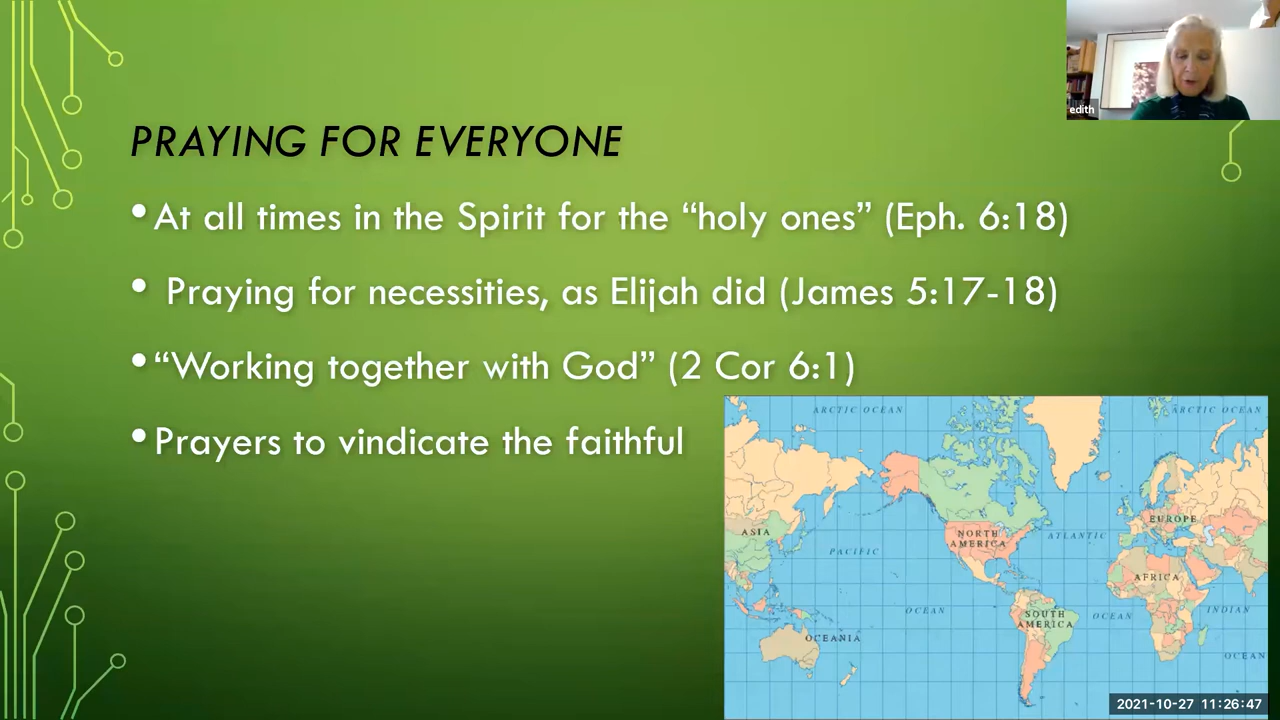 edith
PRAYING FOR EVERYONE
•At all times in the Spirit for the “holy ones” (Eph. 6:18)
• Praying for necessities, as Elijah did (James 5:17-18)
•“Working together with God” (2 Cor 6:1)
•Prayers to vindicate the faithful
ARCTIC OCEAN
ARCTIC OCEAN
ASIA
PACIFIC
NORTH
AMERICA
ATLANTIC
EUROPE
AFRICA
OCEAN
SOUTH
AMERICA
OCEAN
INDIAN
OCEANIA
OCEAN
2021-10-27 11:26:47